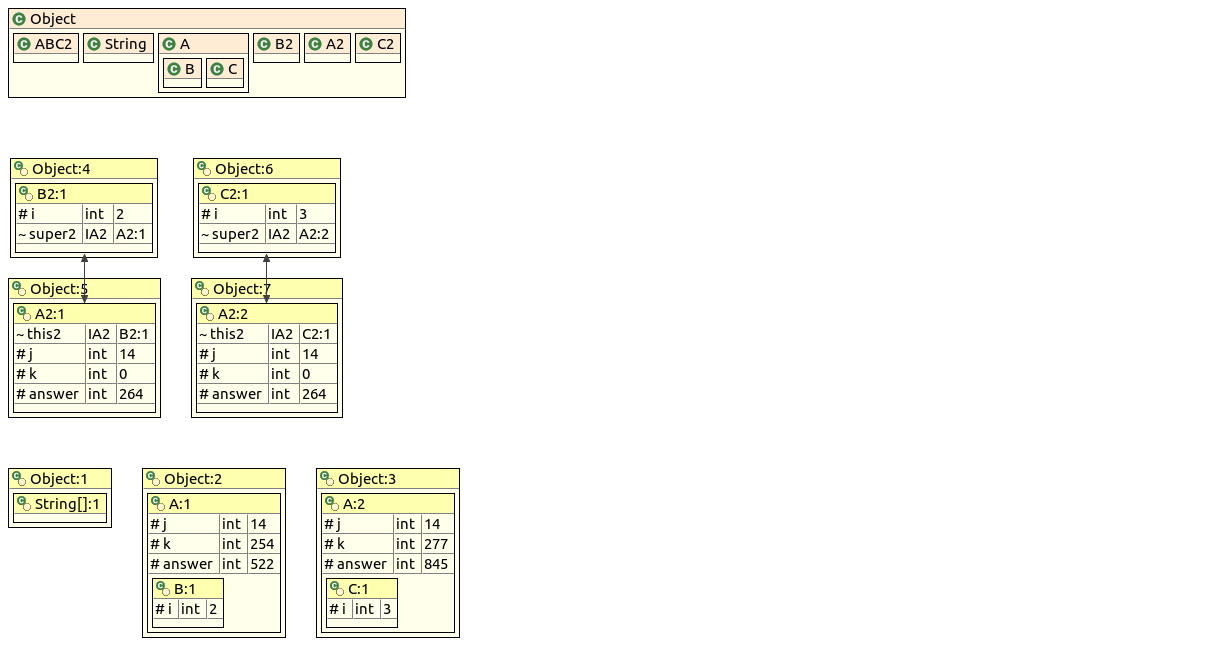 Object
ABC2 String A B2 A2 C2
B C
Object:4 Object:6
B2:1 C2:1
# i int 2 # i int 3
~ super2 IA2 A2:1 ~ super2 IA2 A2:2
Object:5 Object:7
A2:1 A2:2
~ this2 IA2 B2:1 ~ this2 IA2 C2:1
# j int 14 # j int 14
# k int 0 # k int 0
# answer int 264 # answer int 264
Object:1 Object:2 Object:3
String[]:1 A:1 A:2
# j int 14 # j int 14
# k int 254 # k int 277
# answer int 522 # answer int 845
B:1 C:1
# i int 2 # i int 3